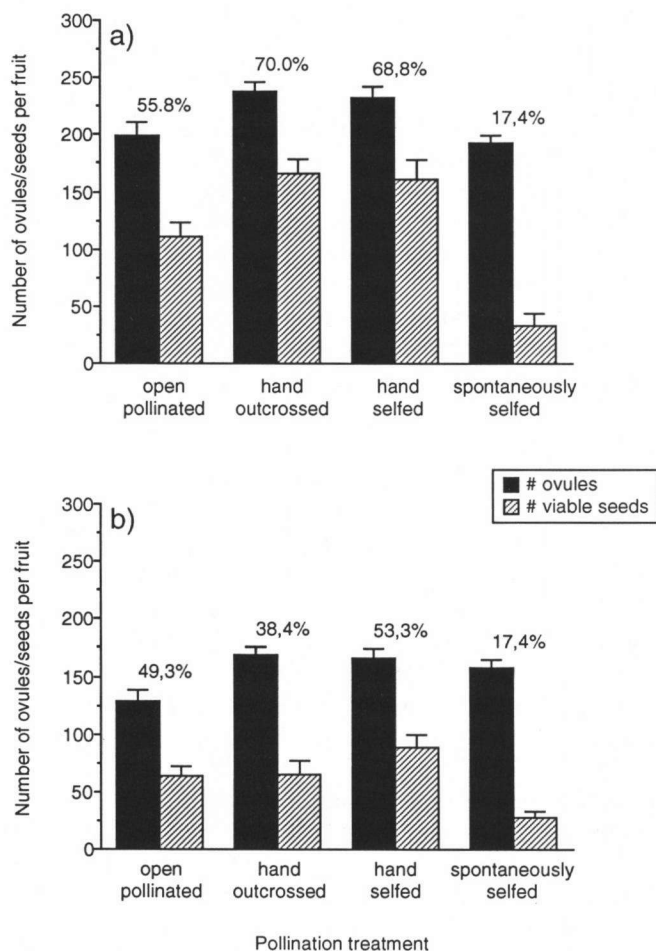 a)
Number of ovules/seeds per fruit
300
250
200
150
100
50
0
55.8%
70.0%
68,8%
17,4%
open pollinated
hand outcrossed
hand selfed
spontaneously selfed
# ovules
# viable seeds
b)
Number of ovules/seeds per fruit
300
250
200
150
100
50
0
49,3%
38,4%
53,3%
17,4%
open pollinated
hand outcrossed
hand selfed
spontaneously selfed
Pollination treatment